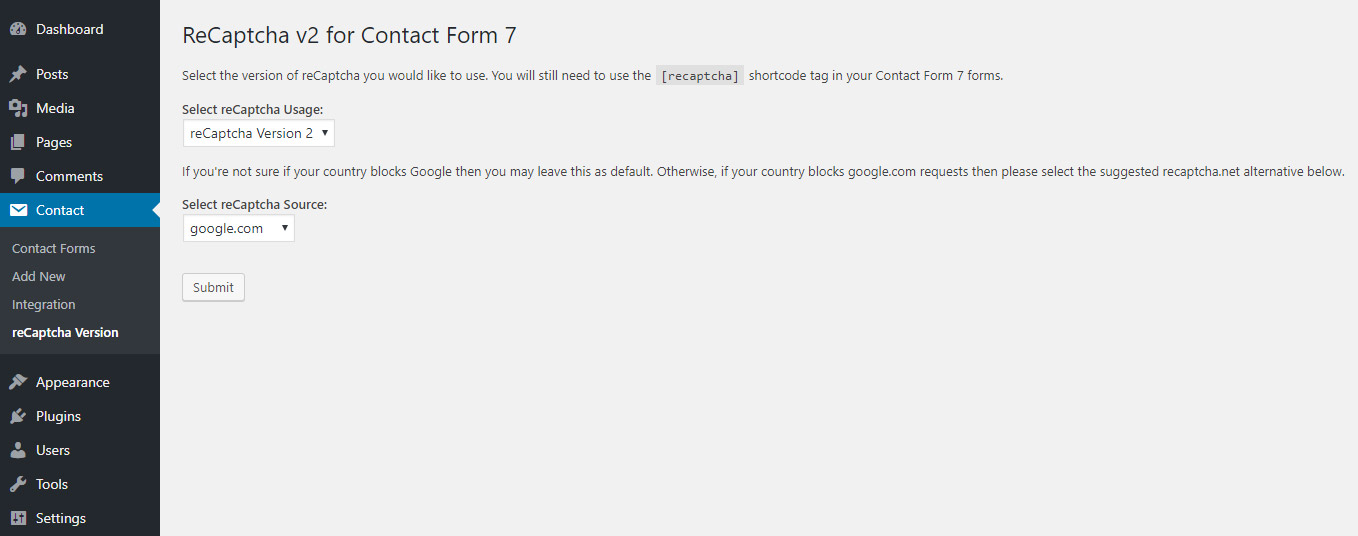 Dashboard
Posts
Media
Pages
Comments
Contact
Contact Forms
Add New
Integration
reCaptcha Version
Appearance
Plugins
Users
Tools
Settings
ReCaptcha v2 for Contact Form 7
Select the version of reCaptcha you would like to use. You will still need to use the [recaptcha] shortcode tag in your Contact Form 7 forms.
Select reCaptcha Usage:
reCaptcha Version 2
If you're not sure if your country blocks Google then you may leave this as default. Otherwise, if your country blocks google.com requests then please select the suggested recaptcha.net alternative below.
Select reCaptcha Source:
google.com
Submit